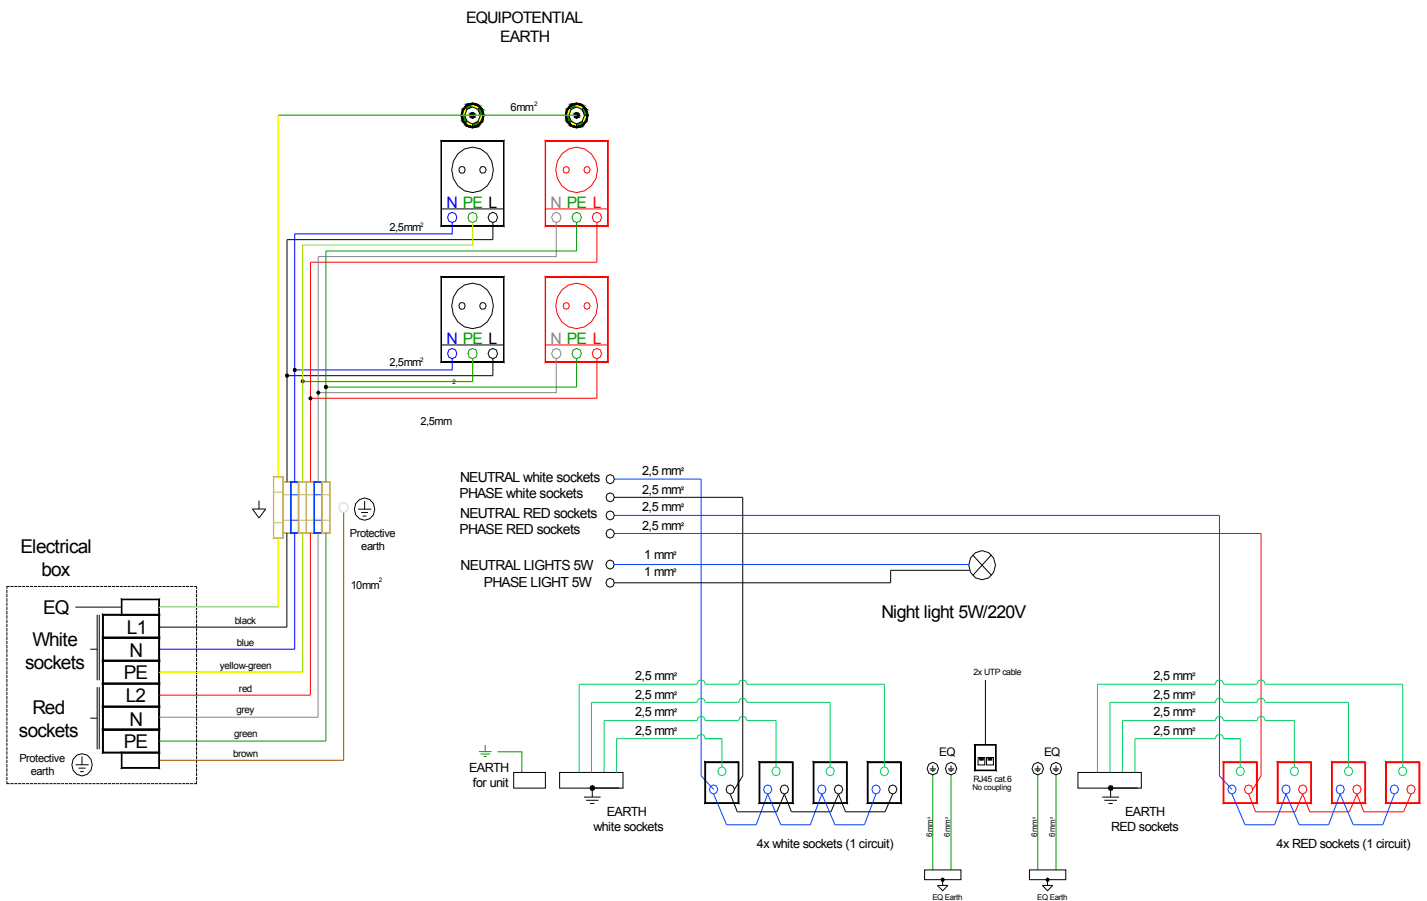 EQUIPOTENTIAL
EARTH
6mm²
N PE L
N PE L
2,5mm²
N PE L
N PE L
2,5mm²
2
2,5mm
NEUTRAL white sockets
2,5 mm²
PHASE white sockets
2,5 mm²
NEUTRAL RED sockets
2,5 mm²
PHASE RED sockets
2,5 mm²
Protective
earth
Electrical
box
NEUTRAL LIGHTS 5W
1 mm²
PHASE LIGHT 5W
1 mm²
10mm²
Night light 5W/220V
EQ
White
sockets
L1
black
N
blue
PE
yellow-green
Red
sockets
L2
red
N
grey
PE
green
Protective
earth
brown
2,5 mm²
2,5 mm²
2,5 mm²
2,5 mm²
2x UTP cable
2,5 mm²
2,5 mm²
2,5 mm²
2,5 mm²
EARTH
for unit
EARTH
white sockets
4x white sockets (1 circuit)
EQ
6mm²
6mm²
EQ Earth
RJ45 cat.6
No coupling
EQ
6mm²
6mm²
EQ Earth
EARTH
RED sockets
4x RED sockets (1 circuit)